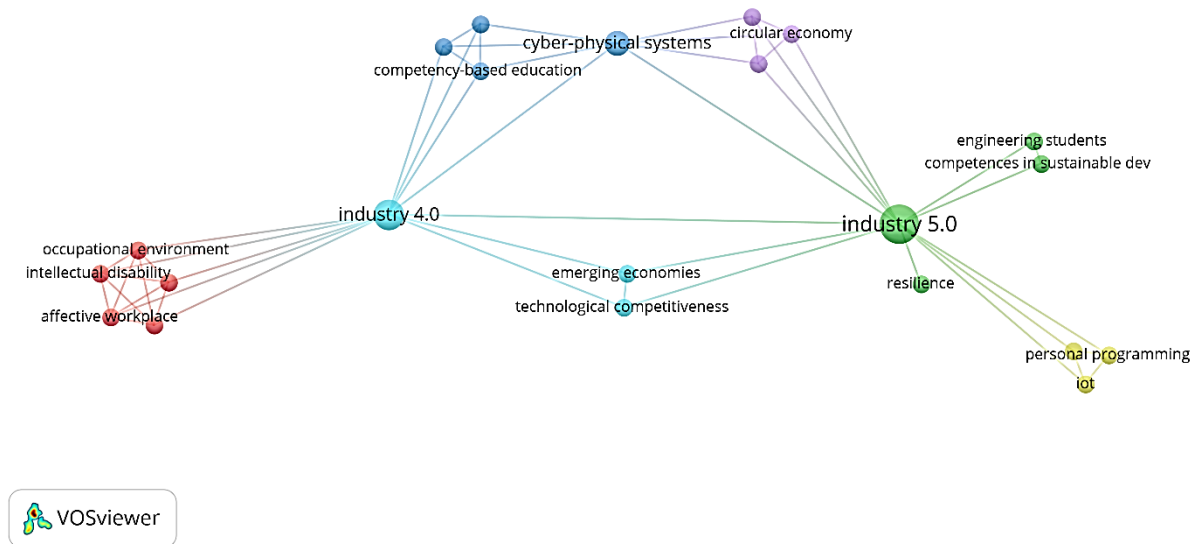 cyber-physical systems
circular economy
competency-based education
engineering students
competences in sustainable dev
industry 4.0
industry 5.0
occupational environment
intellectual disability
emerging economies
resilience
technological competitiveness
affective workplace
personal programming
iot
VOSviewer